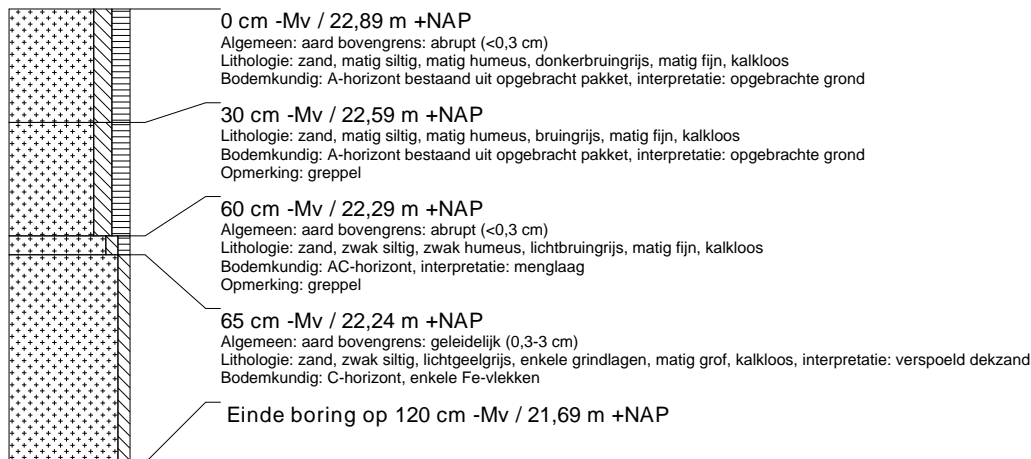 0 cm -Mv / 22,89 m +NAP
Algemeen: aard bovengrens: abrupt (<0,3 cm)
Lithologie: zand, matig siltig, matig humeus, donkerbruingrijs, matig fijn, kalkloos
Bodemkundig: A-horizont bestaand uit opgebracht pakket, interpretatie: opgebrachte grond
30 cm -Mv / 22,59 m +NAP
Lithologie: zand, matig siltig, matig humeus, bruingrijs, matig fijn, kalkloos
Bodemkundig: A-horizont bestaand uit opgebracht pakket, interpretatie: opgebrachte grond
Opmerking: greppel
60 cm -Mv / 22,29 m +NAP
Algemeen: aard bovengrens: abrupt (<0,3 cm)
Lithologie: zand, zwak siltig, zwak humeus, lichtbruingrijs, matig fijn, kalkloos
Bodemkundig: AC-horizont, interpretatie: menglaag
Opmerking: greppel
65 cm -Mv / 22,24 m +NAP
Algemeen: aard bovengrens: geleidelijk (0,3-3 cm)
Lithologie: zand, zwak siltig, lichtgeelgrijs, enkele grindlagen, matig grof, kalkloos, interpretatie: verspoeld dekzand
Bodemkundig: C-horizont, enkele Fe-vlekken
Einde boring op 120 cm -Mv / 21,69 m +NAP